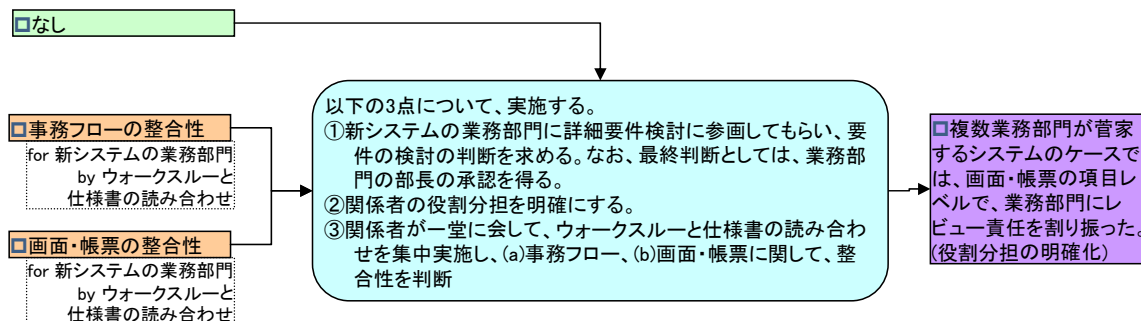 なし
事務フローの整合性
for 新システムの業務部門
by ウォークスルーと
仕様書の読み合わせ
画面・帳票の整合性
for 新システムの業務部門
by ウォークスルーと
仕様書の読み合わせ
以下の3点について、実施する。
①新システムの業務部門に詳細要件検討に参画してもらい、要
件の検討の判断を求める。なお、最終判断としては、業務部
門の部長の承認を得る。
②関係者の役割分担を明確にする。
③関係者が一堂に会して、ウォークスルーと仕様書の読み合わ
せを集中実施し、(a)事務フロー、(b)画面・帳票に関して、整
合性を判断
複数業務部門が菅家
するシステムのケースで
は、画面・帳票の項目レ
ベルで、業務部門にレ
ビュー責任を割り振った。
(役割分担の明確化)